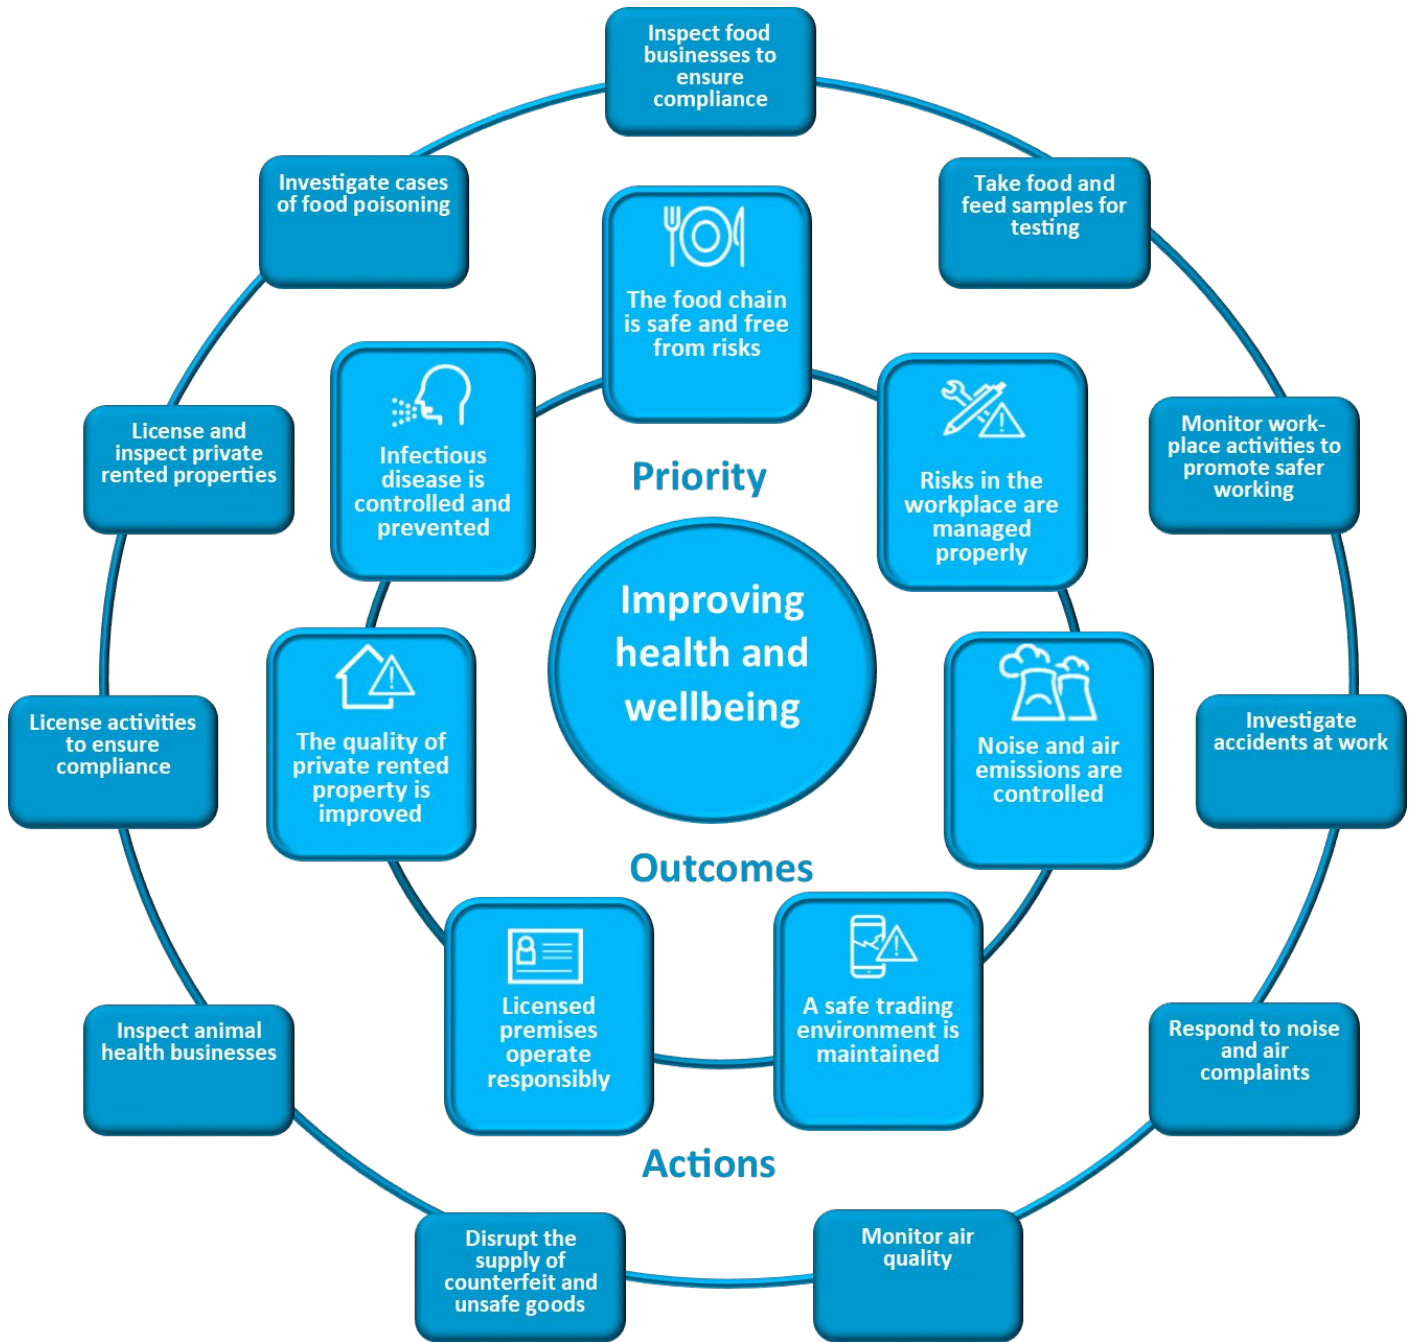 Inspect food
businesses to
ensure
compliance
Investigate cases
of food poisoning
Take food and
feed samples for
testing
The food chain
is safe and free
from risks
Infectious
disease is
controlled and
prevented
Risks in the
workplace are
managed
properly
License and
inspect private
rented properties
Monitor work-
place activities to
promote safer
working
Priority
Improving
health and
wellbeing
The quality of
private rented
property is
improved
Noise and air
emissions are
controlled
License activities
to ensure
compliance
Investigate
accidents at work
Outcomes
Licensed
premises
operate
responsibly
A safe trading
environment is
maintained
Inspect animal
health businesses
Respond to noise
and air
complaints
Actions
Disrupt the
supply of
counterfeit and
unsafe goods
Monitor air
quality